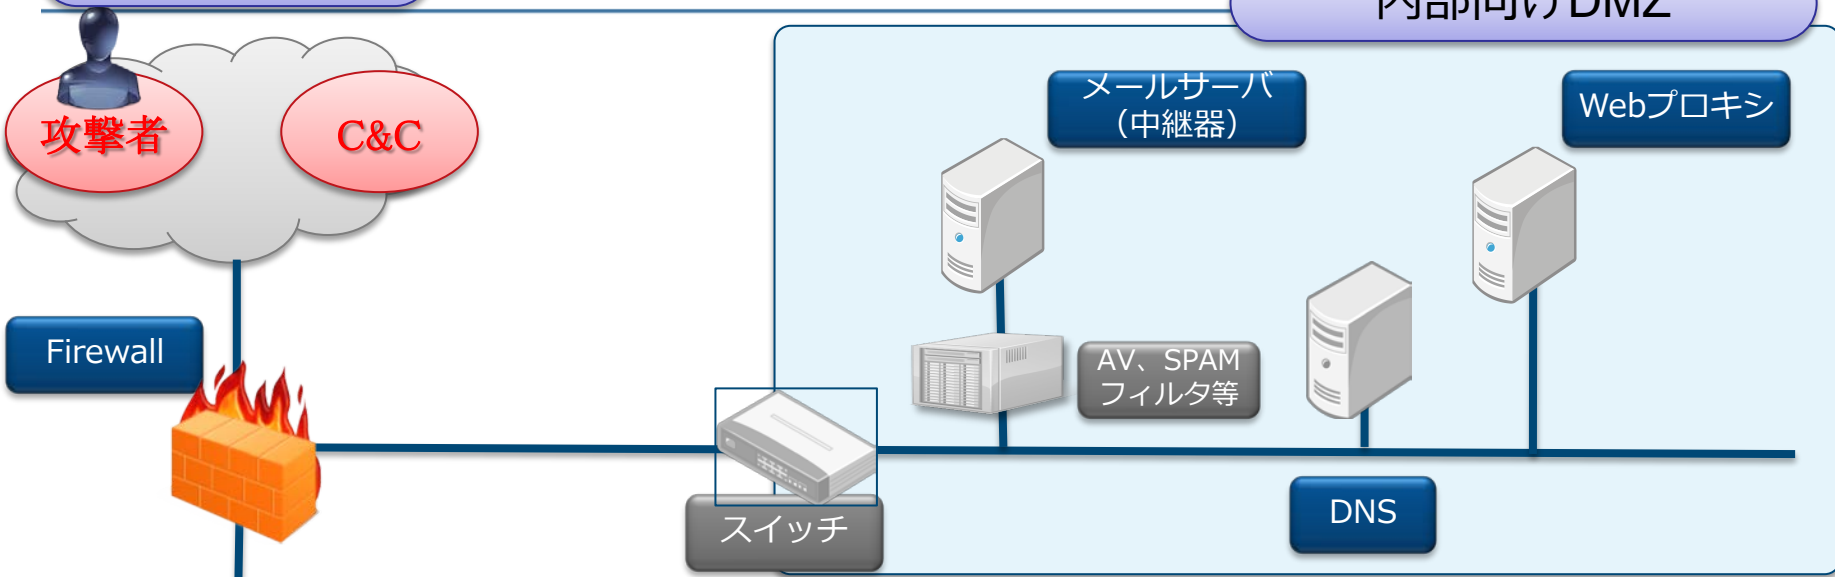 内部向けDMZ
メールサーバ
（中継器）
Webプロキシ
攻撃者
C&C
Firewall
AV、SPAM
フィルタ等
スイッチ
DNS